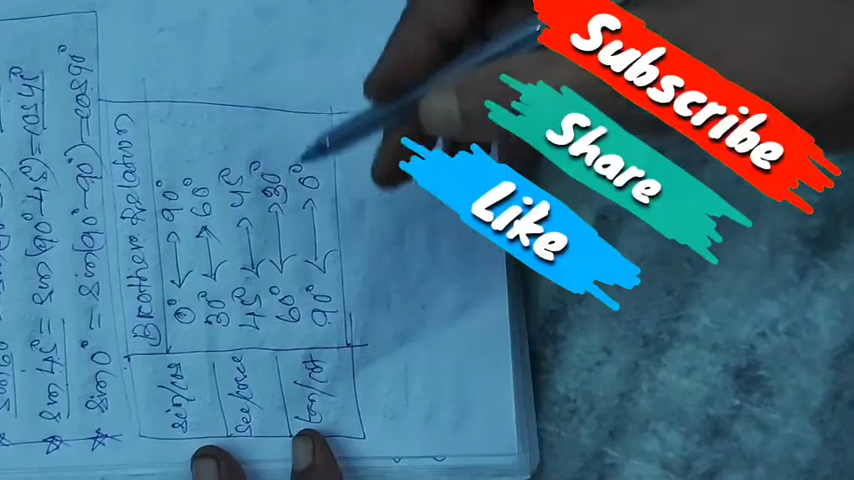 * sin 45° = sin(90°-45°) = cos 45°
* sin 0° = sin(90°-90°) = cos 90°
Brother Relation
sin/cos
0° ↔ 90°
30° ↔ 60°
Sec/cosec
45° ↔ 45°
60° ↔ 30°
tan/cot
90° ↔ 0°
Subscribe
Share
Like